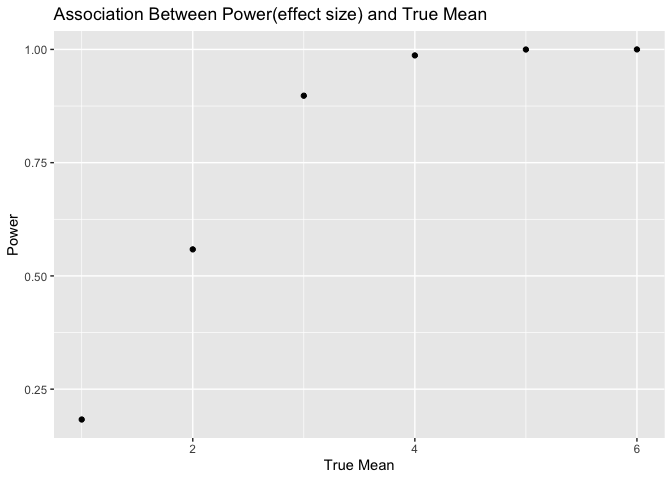 Association Between Power(effect size) and True Mean
1.00
0.75
0.50
0.25
Power
2 4 6
True Mean